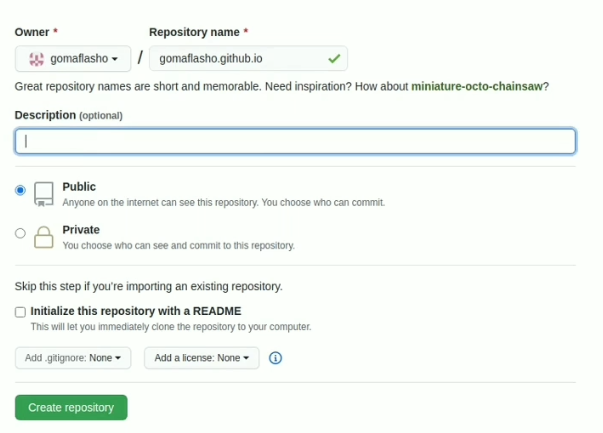 Owner * Repository name *
gomaflasho / gomaflasho.github.io
Great repository names are short and memorable. Need inspiration? How about miniature-octo-chainsaw?
Description (optional)
Public
Anyone on the internet can see this repository. You choose who can commit.
Private
You choose who can see and commit to this repository.
Skip this step if you're importing an existing repository.
Initialize this repository with a README
This will let you immediately clone the repository to your computer.
Add .gitignore: None Add a license: None
Create repository